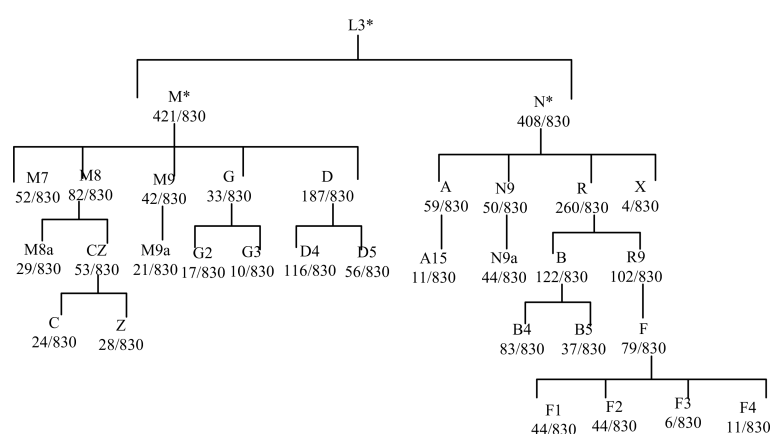 L3*
M*
421/830
N*
408/830
M7
52/830
M8
82/830
M9
42/830
G
33/830
D
187/830
A
59/830
N9
50/830
R
260/830
X
4/830
M8a
29/830
CZ
53/830
M9a
21/830
G2
17/830
G3
10/830
D4
116/830
D5
56/830
A15
11/830
N9a
44/830
B
122/830
R9
102/830
C
24/830
Z
28/830
B4
83/830
B5
37/830
F
79/830
F1
44/830
F2
44/830
F3
6/830
F4
11/830